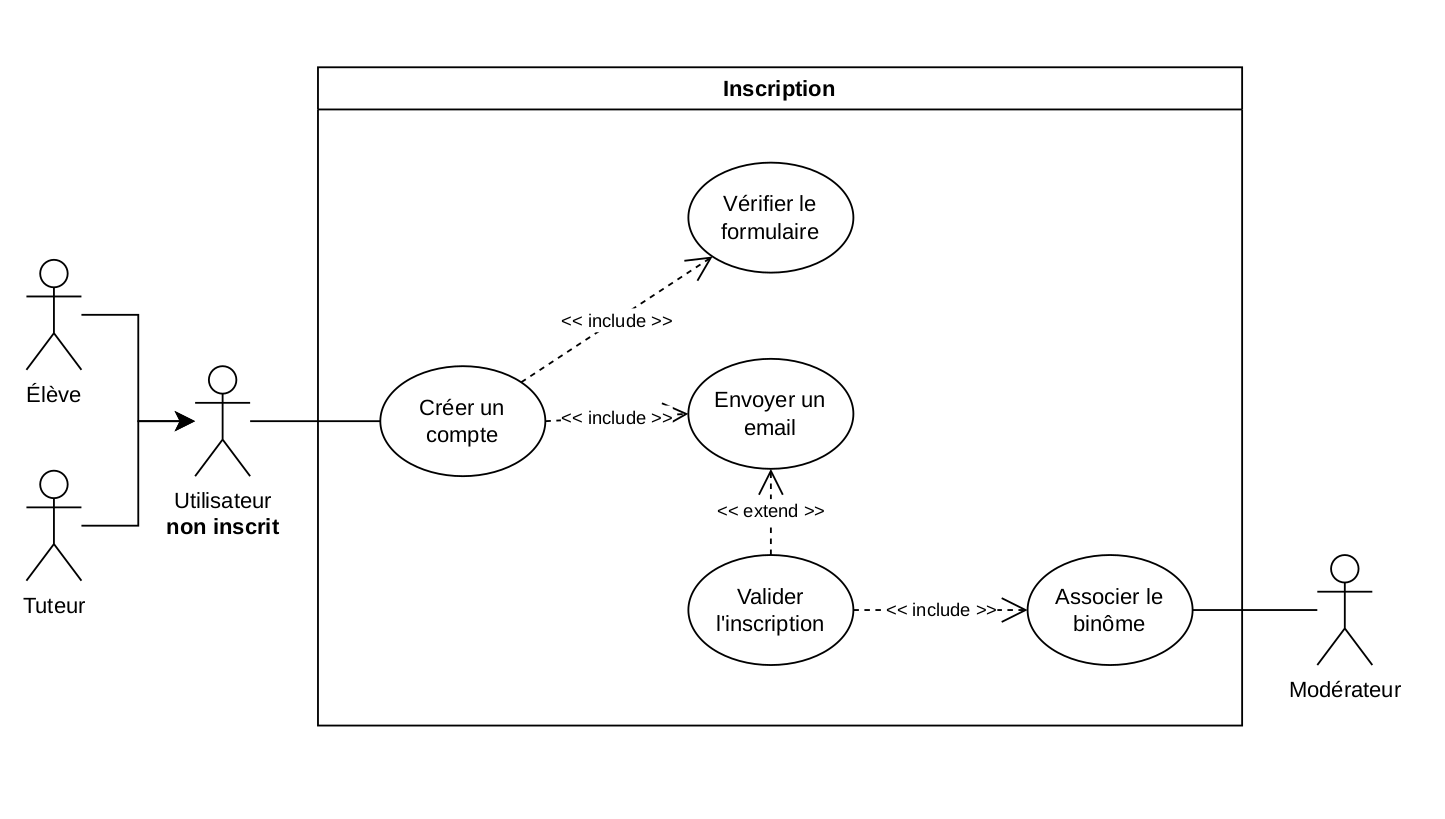 Inscription
Vérifier le
formulaire
<< include >>
Élève
Créer un
compte
<< include >>
Envoyer un
email
Utilisateur
non inscrit
<< extend >>
Tuteur
Valider
l'inscription
<< include >>
Associer le
binôme
Modérateur